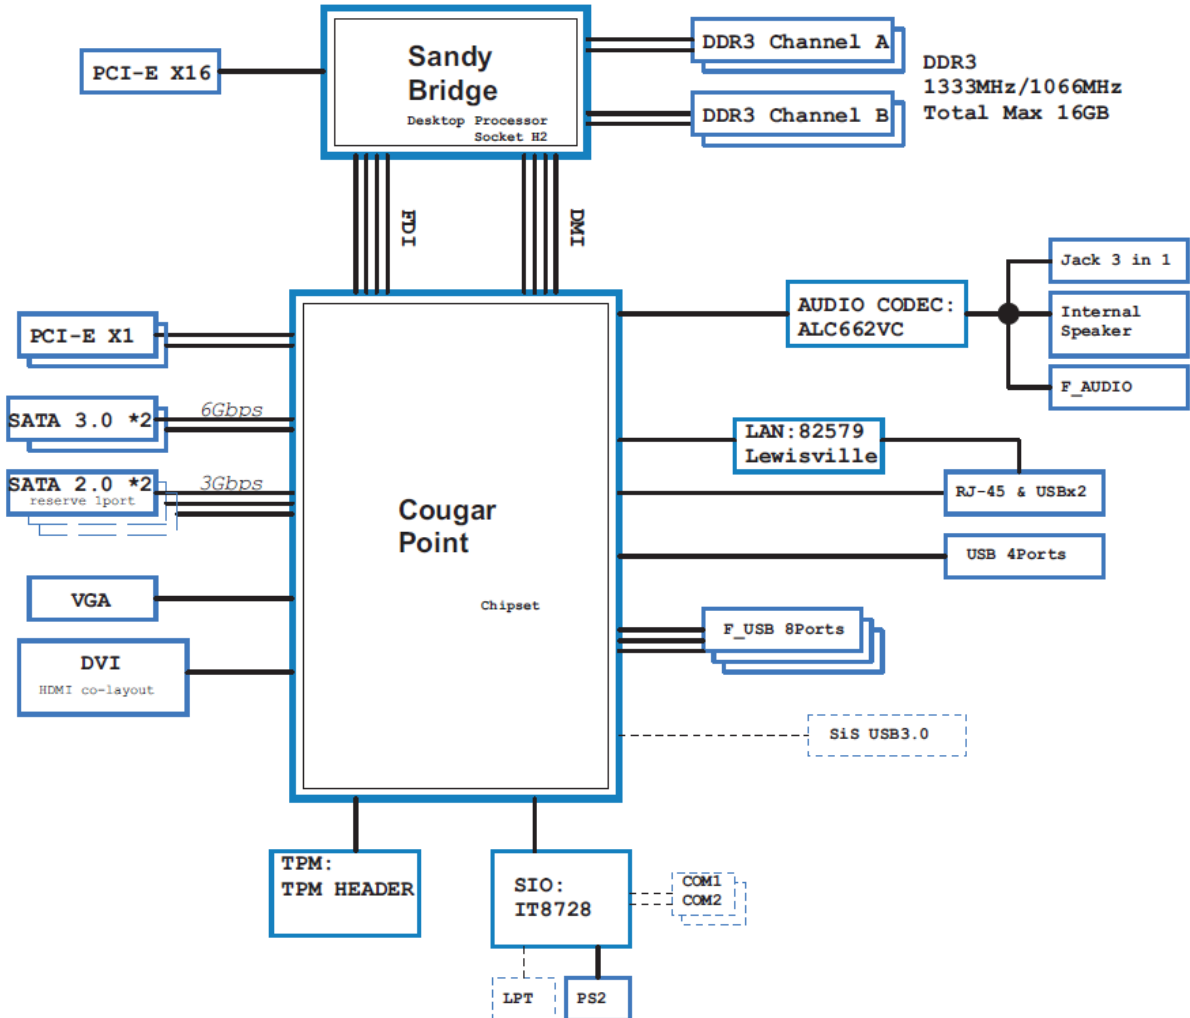 Sandy
Bridge
Desktop Processor
Socket H2
PCI-E X16
DDR3 Channel A
DDR3 Channel B
DDR3
1333MHz/1066MHz
Total Max 16GB
FDI
DMI
PCI-E X1
SATA 3.0 *2
6Gbps
SATA 2.0 *2
reserve 1port
3Gbps
VGA
DVI
HDMI co-layout
Cougar
Point
Chipset
AUDIO CODEC:
ALC662VC
Jack 3 in 1
Internal
Speaker
F_AUDIO
LAN:82579
Lewisville
RJ-45 & USBx2
USB 4Ports
F_USB 8Ports
SiS USB3.0
TPM:
TPM HEADER
SIO:
IT8728
COM1
COM2
LPT
PS2